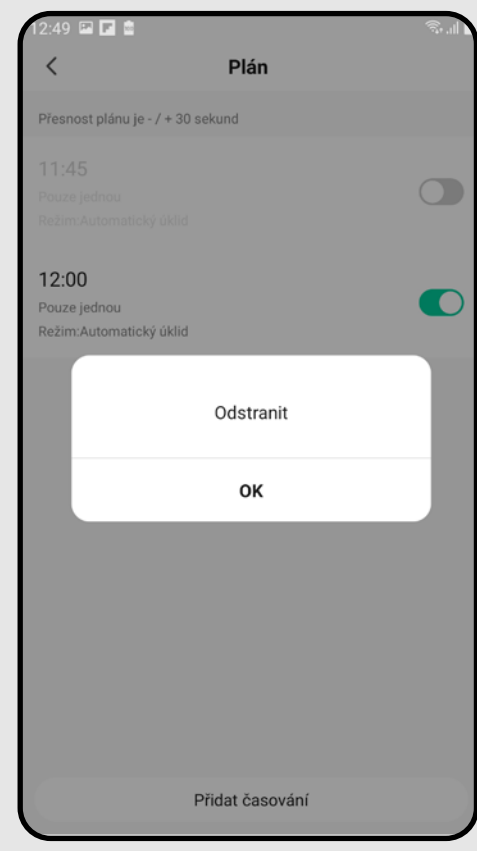 12:49
Plán
Přesnost plánu je - / + 30 sekund
11:45
Pouze jednou
Režim:Automatický úklid
12:00
Pouze jednou
Režim:Automatický úklid
Odstranit
OK
Přidat časování